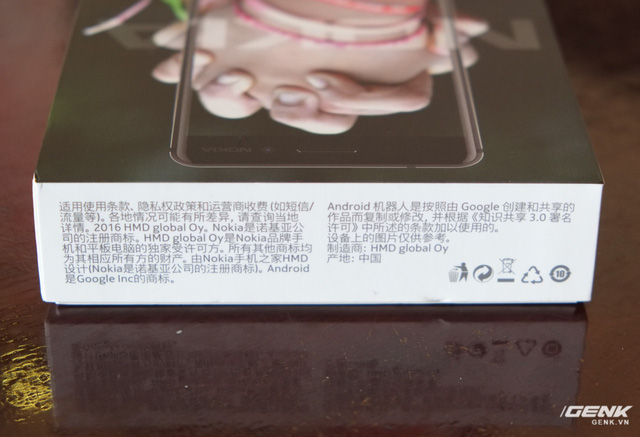 NOKIA
NOKIA
适用使用条款、隐私权政策和运营商收费 (如短信/
流量等)。各地情况可能有所差异，请查询当地
详情。2016 HMD global Oy。Nokia是诺基亚公
司的注册商标。HMD global Oy是Nokia品牌手
机和平板电脑的独家受许可方。所有其他商标均
为其相应所有方的财产。由Nokia手机之家HMD
设计(Nokia是诺基亚公司的注册商标)。Android
是Google Inc的商标。
Android 机器人是按照由 Google 创建和共享的
作品而复制或修改，并根据《知识共享 3.0 署名
许可》中所述的条款加以使用的。
设备上的图片仅供参考。
制造商: HMD global Oy
产地: 中国
10
GENK
GENK.VN